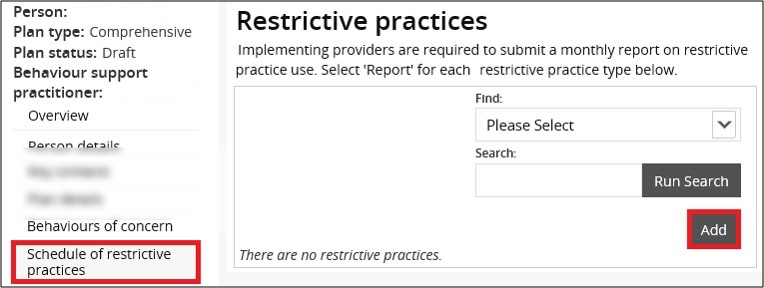 Person:
Plan type: Comprehensive
Plan status: Draft
Behaviour support
practitioner:
Overview
Person details
Behaviours of concern
Schedule of restrictive
practices
Restrictive practices
Implementing providers are required to submit a monthly report on restrictive
practice use. Select 'Report' for each restrictive practice type below.
Find:
Please Select
Search:
Run Search
Add
There are no restrictive practices.